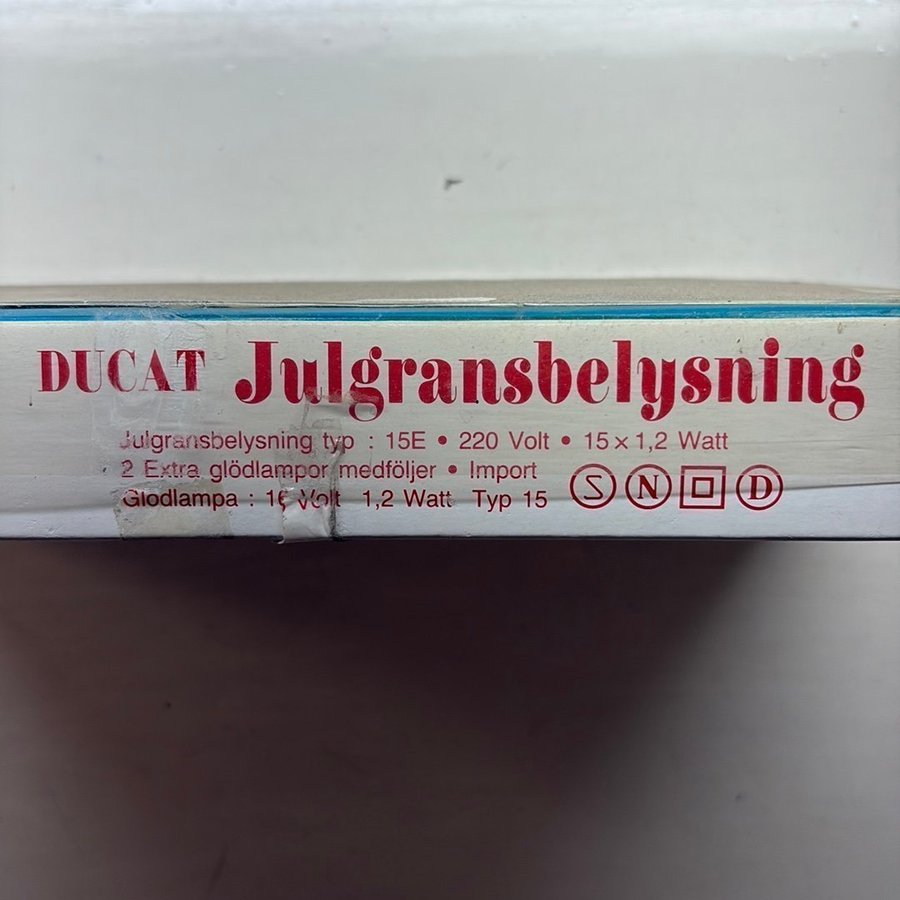 DUCAT Julgransbelysning
Julgransbelysning typ : 15E • 220 Volt • 15 x 1,2 Watt
2 Extra glödlampor medföljer • Import
Glödlampa : Volt 1,2 Watt Typ 15 S N D